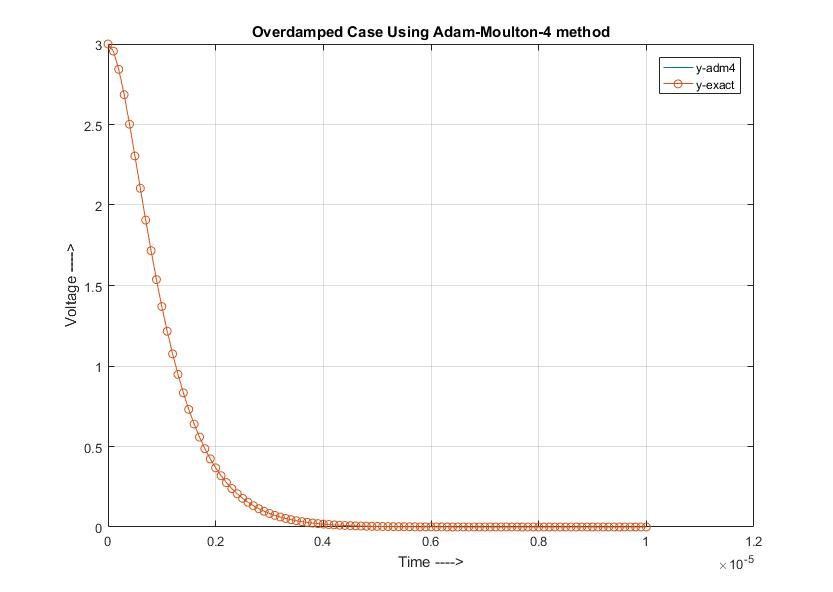 Overdamped Case Using Adam-Moulton-4 method
y-adm4
y-exact
Voltage ---->
3
2.5
2
1.5
1
0.5
0
0 0.2 0.4 0.6 0.8 1 1.2
Time ---->
×10^-5